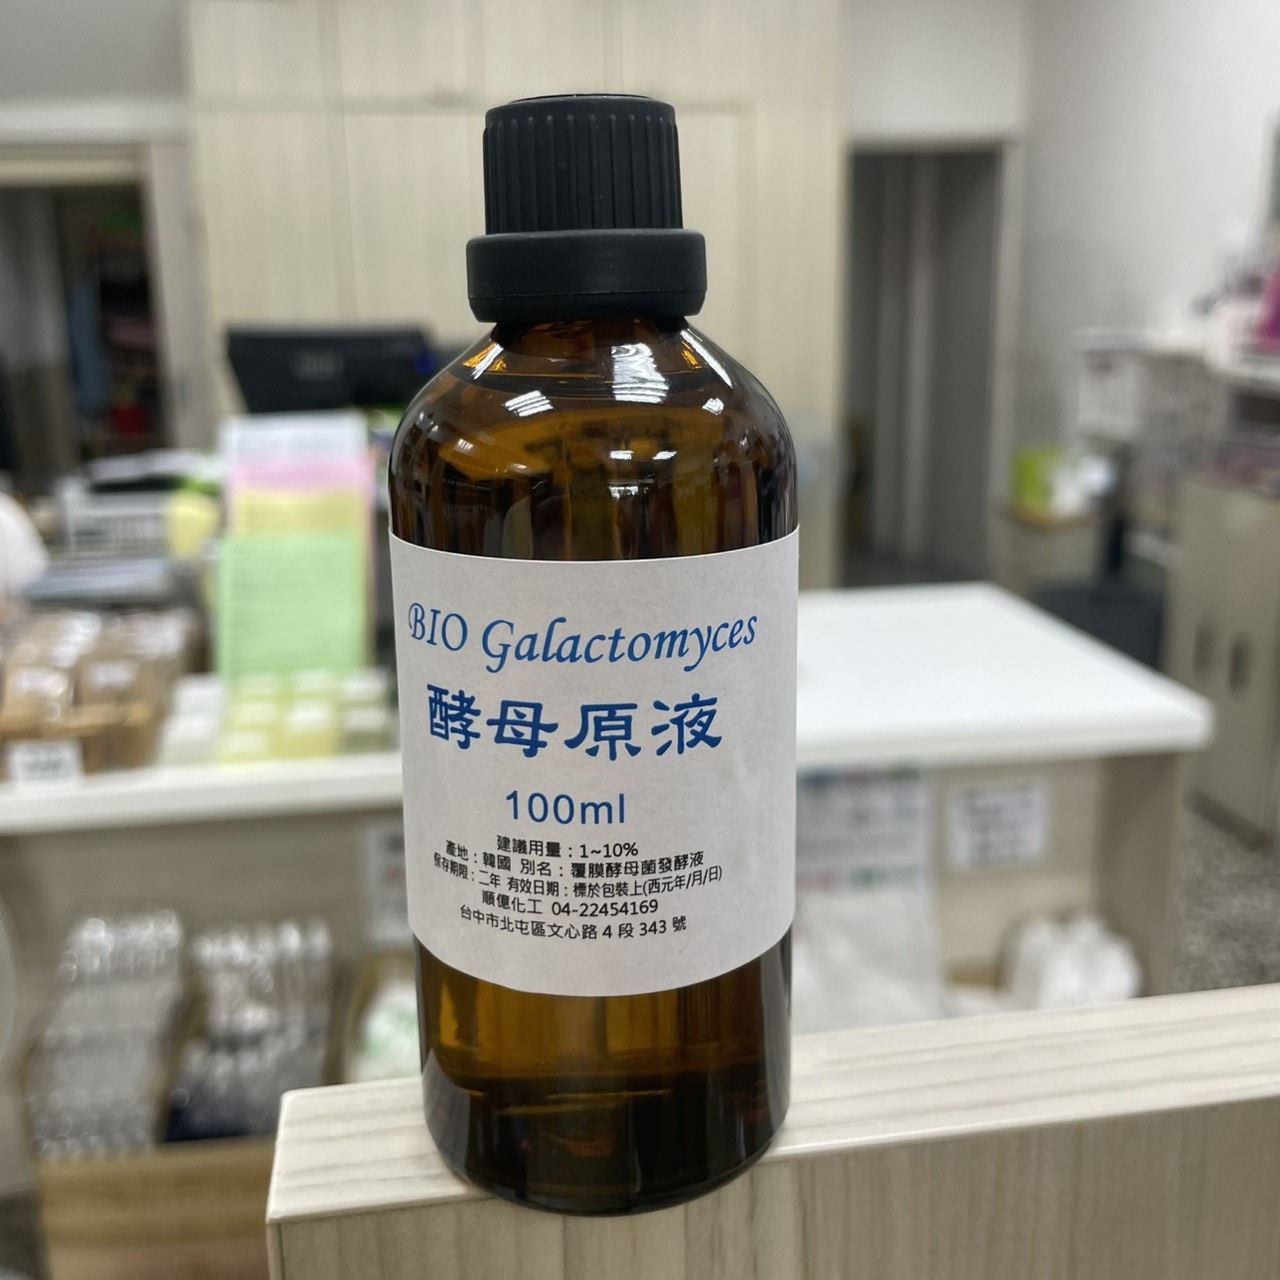 BIO Galactomyces
酵母原液
100ml
建議用量：1~10%
產地：韓國 別名：覆膜酵母菌發酵液
保存期限：二年 有效日期：標於包裝上(西元年/月/日)
順億化工 04-22454169
台中市北屯區文心路 4 段 343 號